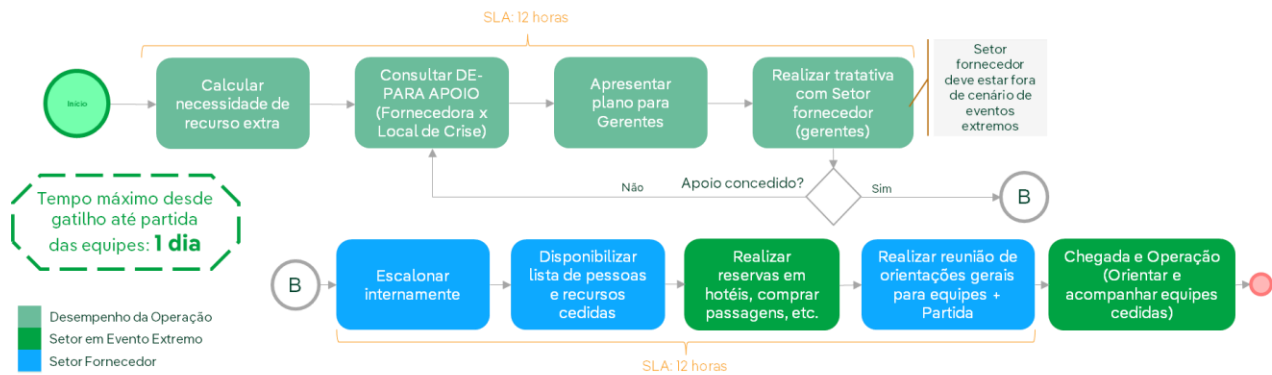 SLA: 12 horas
Início
Calcular
necessidade de
recurso extra
Consultar DE-
PARA APOIO
(Fornecedora x
Local de Crise)
Apresentar
plano para
Gerentes
Realizar tratativa
com Setor
fornecedor
(gerentes)
Setor
fornecedor
deve estar fora
de cenário de
eventos
extremos
Não
Apoio concedido?
Sim
B
Tempo máximo desde
gatilho até partida
das equipes: 1 dia
B
Escalonar
internamente
Disponibilizar
lista de pessoas
e recursos
cedidas
Realizar
reservas em
hotéis, comprar
passagens, etc.
Realizar reunião de
orientações gerais
para equipes +
Partida
Chegada e Operação
(Orientar e
acompanhar equipes
cedidas)
Desempenho da Operação
Setor em Evento Extremo
Setor Fornecedor
SLA: 12 horas